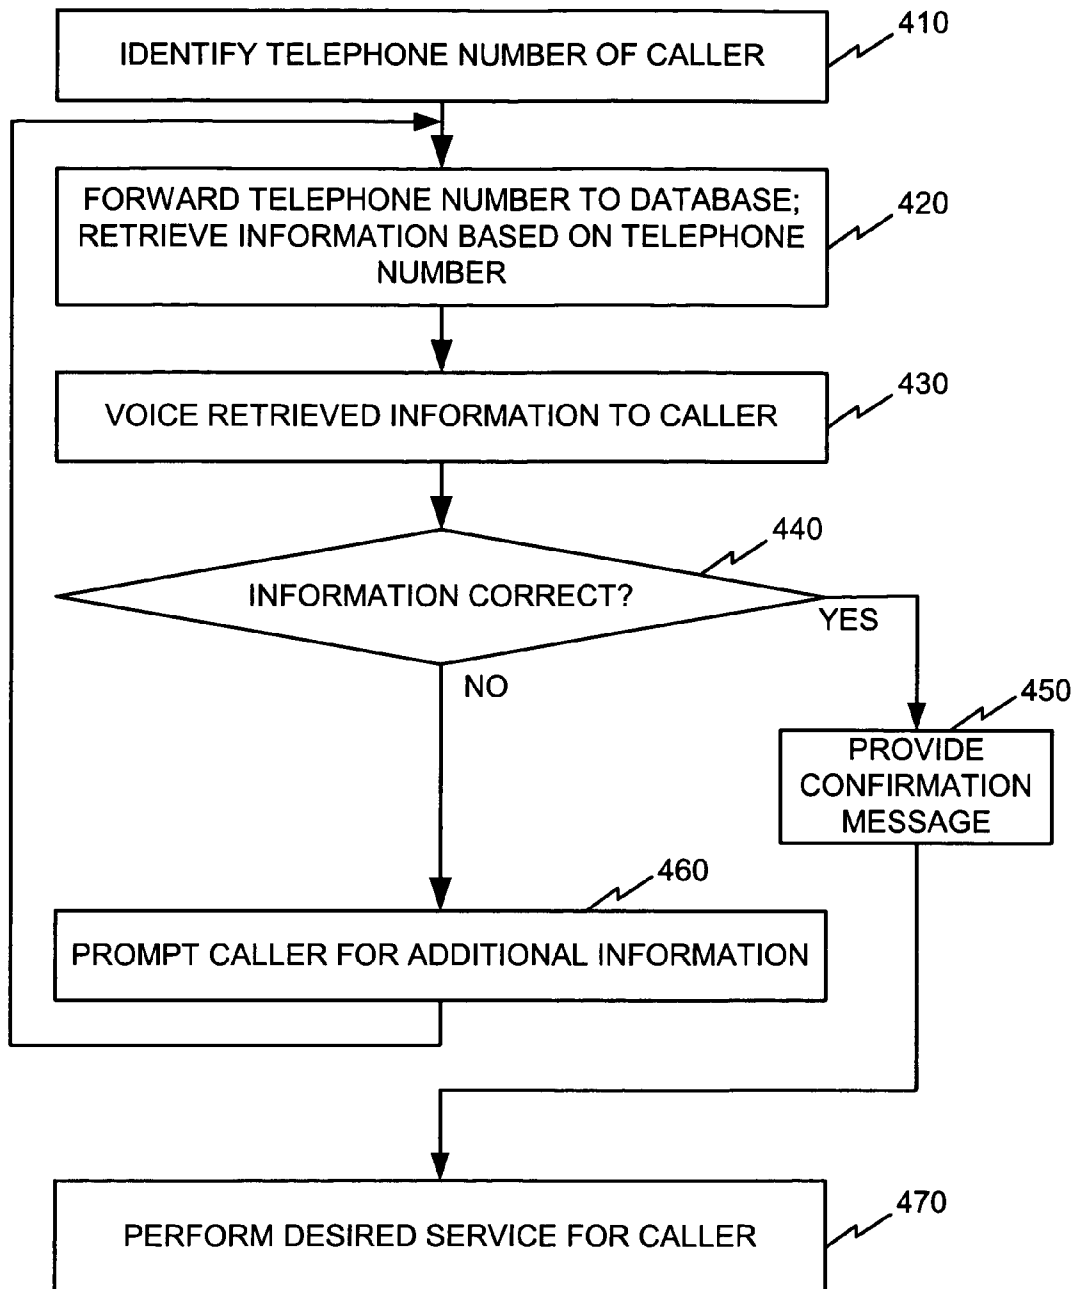 410
IDENTIFY TELEPHONE NUMBER OF CALLER
420
FORWARD TELEPHONE NUMBER TO DATABASE;
RETRIEVE INFORMATION BASED ON TELEPHONE
NUMBER
430
VOICE RETRIEVED INFORMATION TO CALLER
440
INFORMATION CORRECT?
YES
NO
450
PROVIDE
CONFIRMATION
MESSAGE
460
PROMPT CALLER FOR ADDITIONAL INFORMATION
470
PERFORM DESIRED SERVICE FOR CALLER